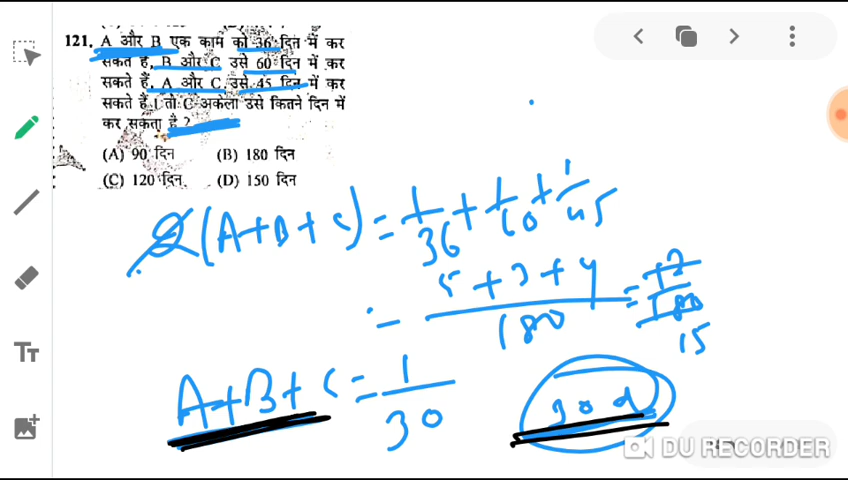 121. A और B एक काम को 36 दिन में कर
सकते हैं, B और C उसे 60 दिन में कर
सकते हैं, A और C उसे 45 दिन में कर
सकते हैं। तो C अकेला उसे कितने दिन में
कर सकता है ?
(A) 90 दिन (B) 180 दिन
(C) 120 दिन (D) 150 दिन
2(A+B+C) = 1/36 + 1/60 + 1/45
= 5+3+4/180 = 12/180
15
A+B+C = 1/30
30 d
DU RECORDER
TT